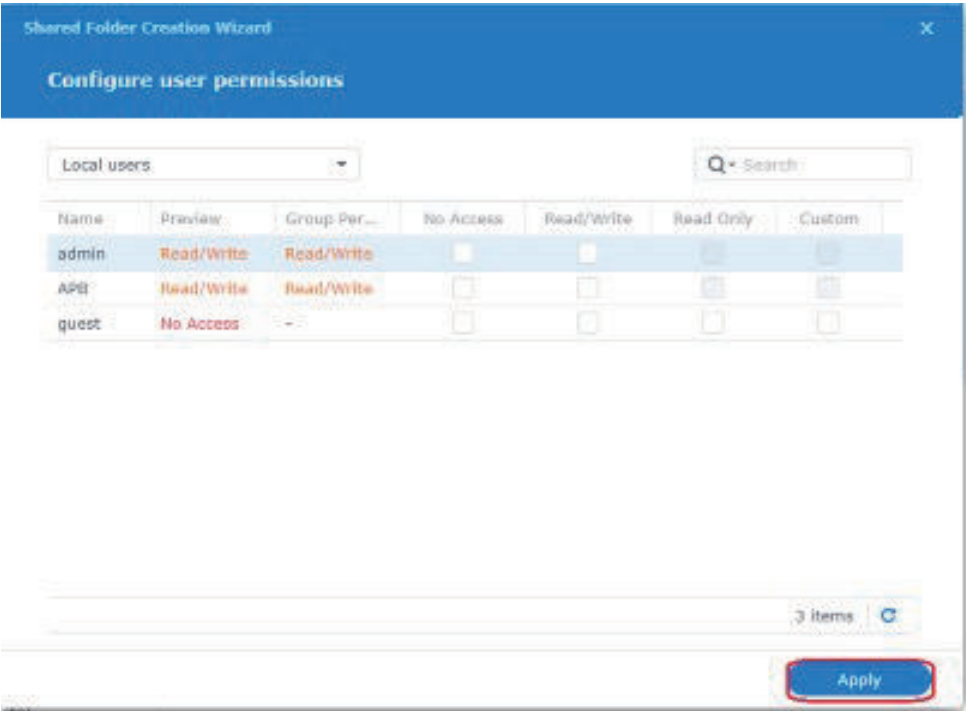 Shared Folder Creation Wizard
Configure user permissions
Local users
Search
Name Preview Group Per... No Access Read/Write Read Only Custom
admin Read/Write Read/Write
APB Read/Write Read/Write
guest No Access -
3 items
Apply